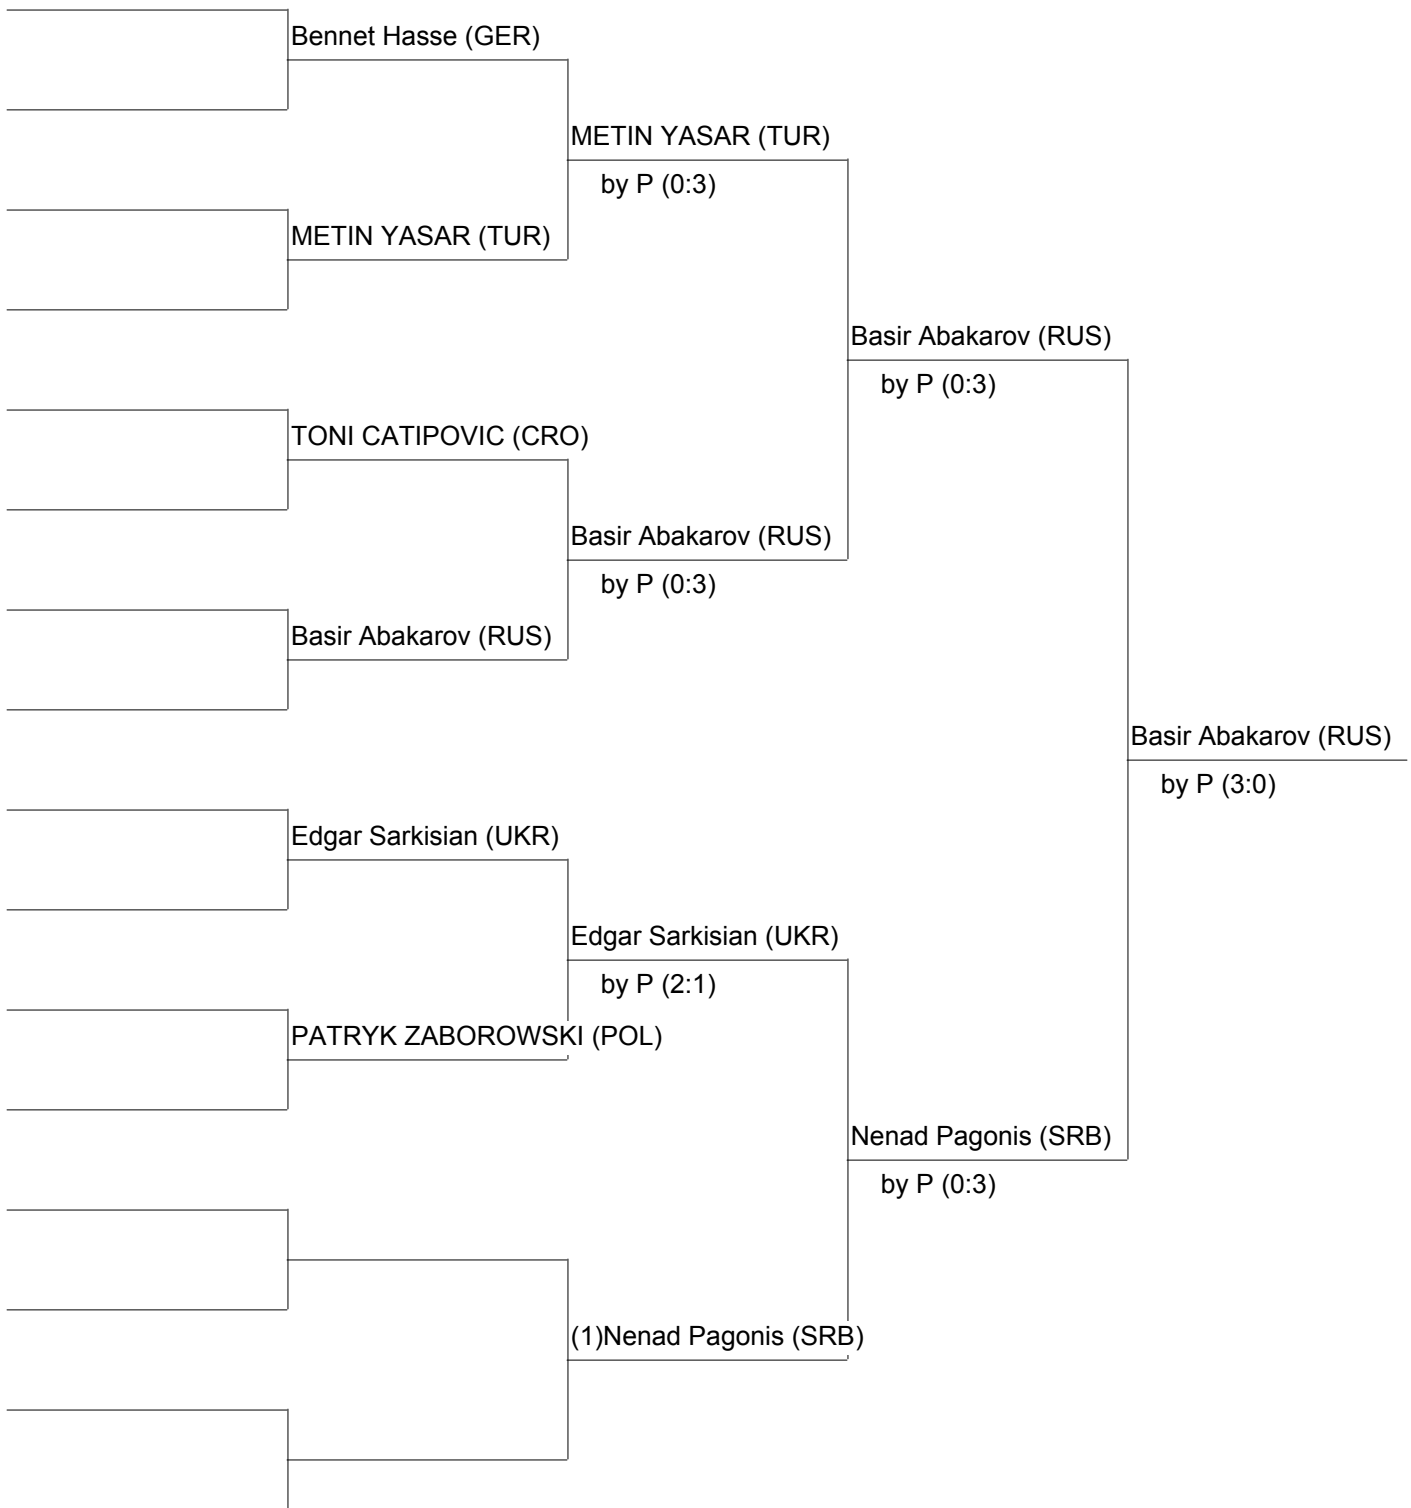 Bennet Hasse (GER)
METIN YASAR (TUR)
by P (0:3)
METIN YASAR (TUR)
Basir Abakarov (RUS)
by P (0:3)
TONI CATIPOVIC (CRO)
Basir Abakarov (RUS)
by P (0:3)
Basir Abakarov (RUS)
Basir Abakarov (RUS)
by P (3:0)
Edgar Sarkisian (UKR)
Edgar Sarkisian (UKR)
by P (2:1)
PATRYK ZABOROWSKI (POL)
Nenad Pagonis (SRB)
by P (0:3)
(1)Nenad Pagonis (SRB)